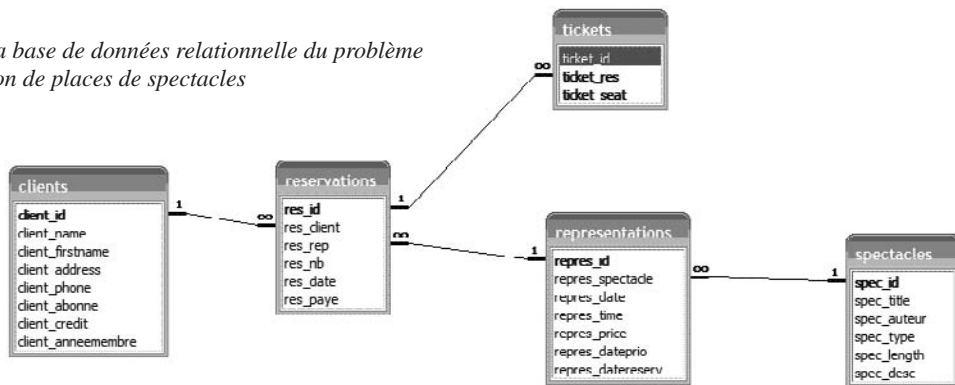 a base de données relationnelle du problème
on de places de spectacles
tickets
ticket_id
ticket_res
ticket_seat
∞
clients
client_id
client_name
client_firstname
client_address
client_phone
client_abonne
client_credit
client_anneemembre
1
∞
reservations
res_id
res_client
res_rep
res_nb
res_date
res_paye
1
∞
1
representations
repres_id
repres_spectacle
repres_date
repres_time
repres_price
repres_dateprio
repres_datereserv
∞
1
spectacles
spec_id
spec_title
spec_auteur
spec_type
spec_length
spec_desc